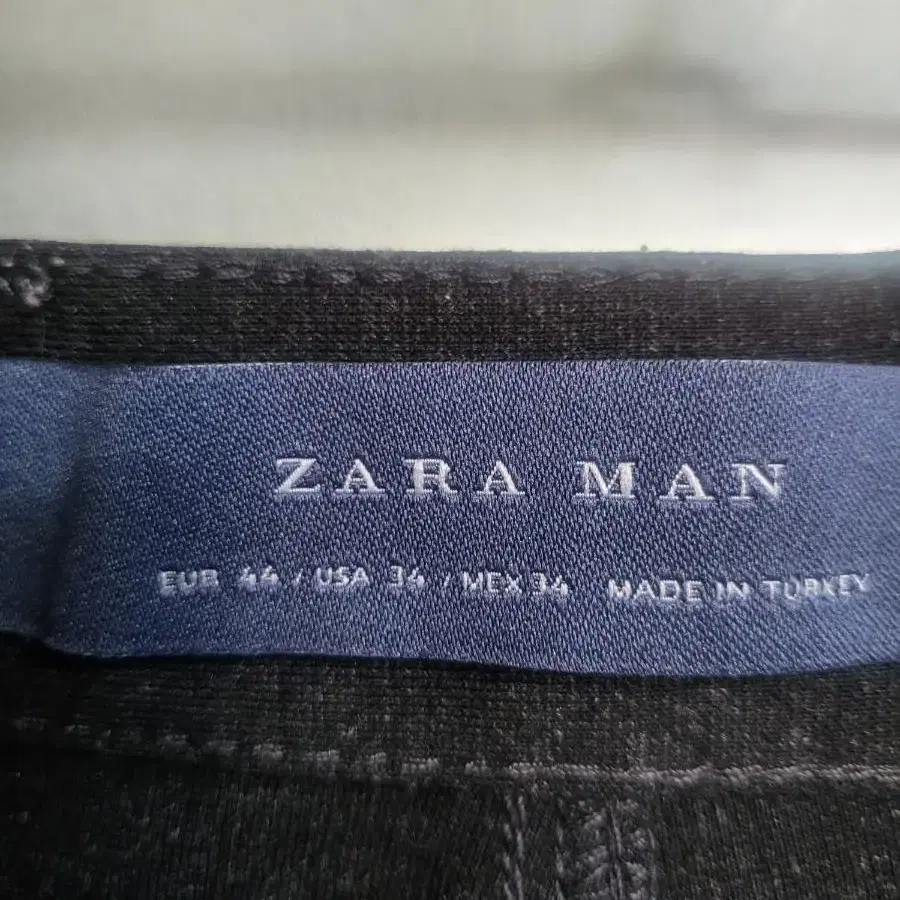 ZARA MAN
EUR 44 / USA 34 / MEX 34 MADE IN TURKEY